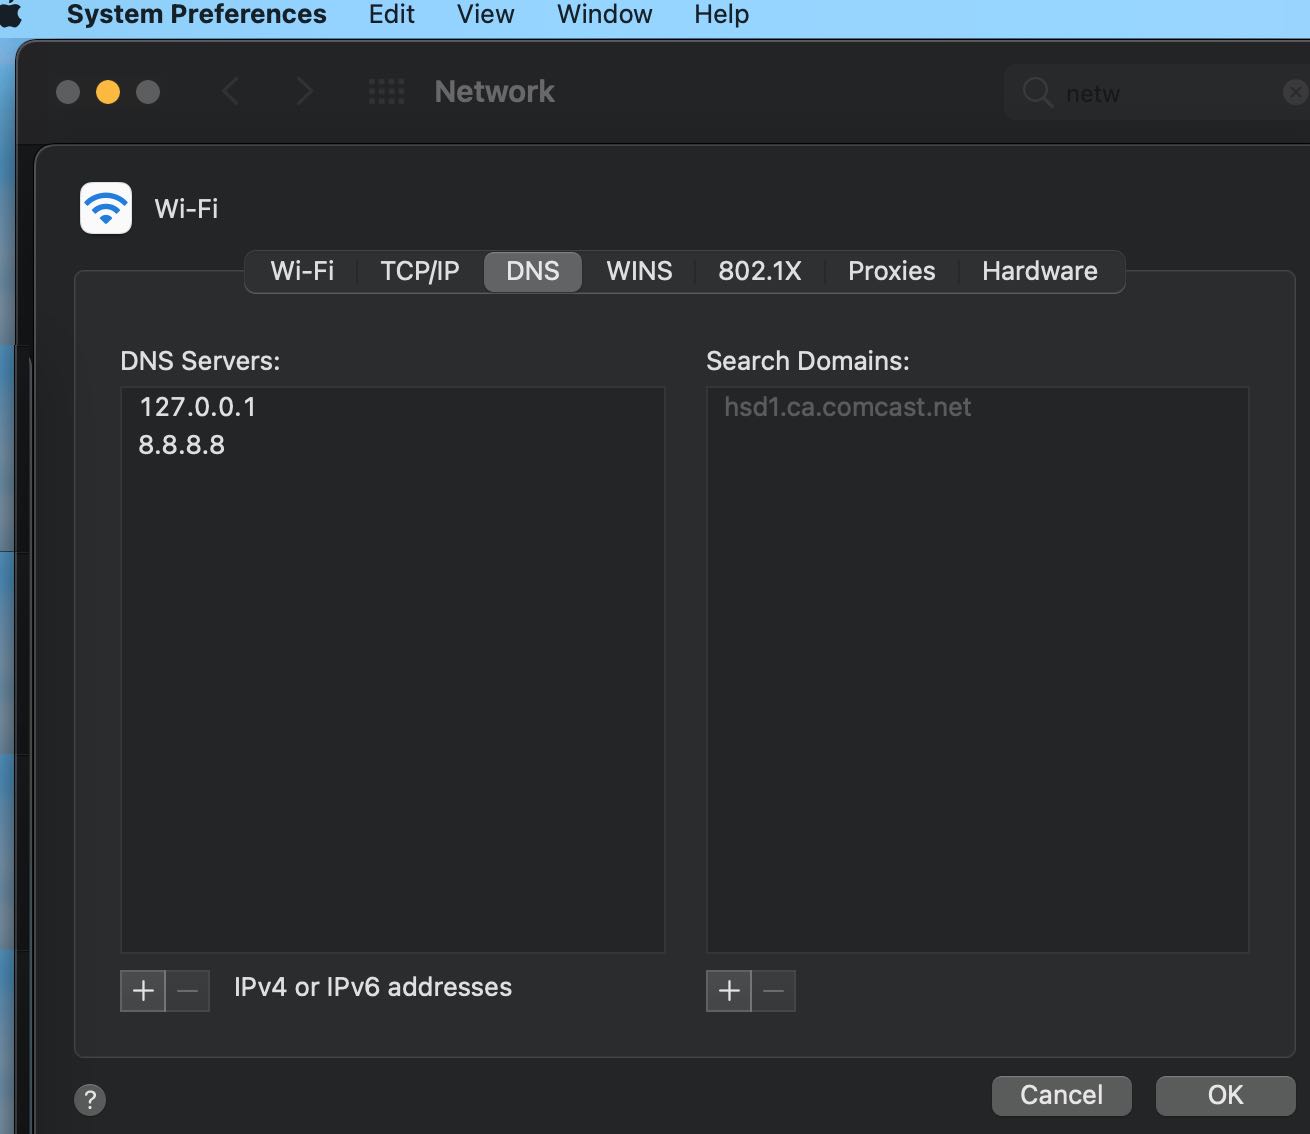 System Preferences Edit View Window Help
Network
netw
Wi-Fi
Wi-Fi TCP/IP DNS WINS 802.1X Proxies Hardware
DNS Servers:
127.0.0.1
8.8.8.8
Search Domains:
hsd1.ca.comcast.net
+ − IPv4 or IPv6 addresses
+ −
? Cancel OK